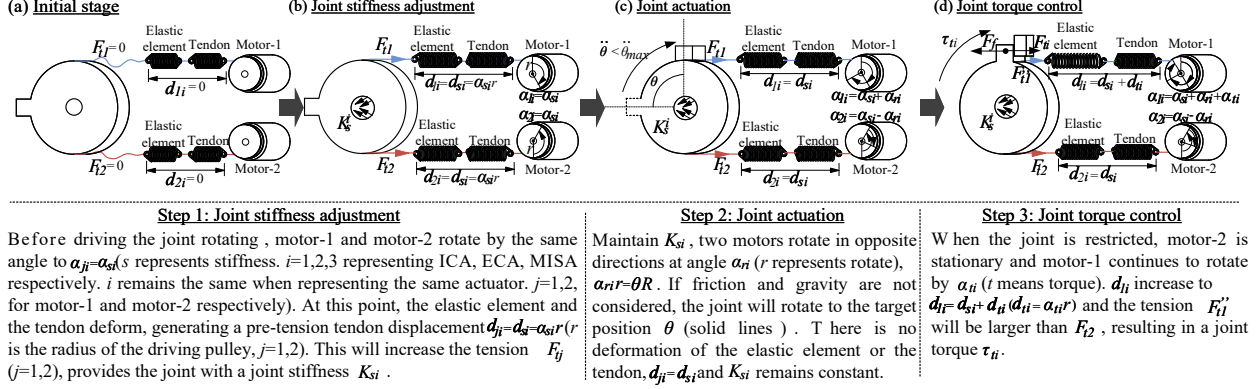 (a) Initial stage
(b) Joint stiffness adjustment
(c) Joint actuation
(d) Joint torque control
F_t1=0
Elastic element
Tendon
Motor-1
d_1i=0
Elastic element
Tendon
F_t2=0
Motor-2
d_2i=0
F_t1
Elastic element
Tendon
Motor-1
d_1i=d_si=α_si r
α_1i=α_si
α_2i=α_si
K_s^i
Elastic element
Tendon
r
F_t2
Motor-2
d_2i=d_si=α_si r
θ̈<θ̈_max
θ
F_t1
Elastic element
Tendon
Motor-1
d_1i=d_si
α_1i=α_si+α_ri
α_2i=α_si-α_ri
K_s^i
Elastic element
Tendon
F_t2
Motor-2
d_2i=d_si
τ_ti
F_f
F_ti
F_t1''
Elastic element
Tendon
Motor-1
d_1i=d_si+d_ti
α_1i=α_si+α_ri+α_ti
α_2i=α_si-α_ri
K_s^i
Elastic element
Tendon
F_t2
Motor-2
d_2i=d_si
Step 1: Joint stiffness adjustment
Before driving the joint rotating , motor-1 and motor-2 rotate by the same
angle to α_ji=α_si(s represents stiffness. i=1,2,3 representing ICA, ECA, MISA
respectively. i remains the same when representing the same actuator. j=1,2,
for motor-1 and motor-2 respectively). At this point, the elastic element and
the tendon deform, generating a pre-tension tendon displacement d_ji=d_si=α_si r(r
is the radius of the driving pulley, j=1,2). This will increase the tension F_tj
(j=1,2), provides the joint with a joint stiffness K_si .
Step 2: Joint actuation
Maintain K_si , two motors rotate in opposite
directions at angle α_ri (r represents rotate),
α_ri r=θR. If friction and gravity are not
considered, the joint will rotate to the target
position θ (solid lines ) . T here is no
deformation of the elastic element or the
tendon, d_ji=d_si and K_si remains constant.
Step 3: Joint torque control
W hen the joint is restricted, motor-2 is
stationary and motor-1 continues to rotate
by α_ti (t means torque). d_1i increase to
d_1i=d_si+d_ti(d_ti=α_ti r) and the tension F_t1''
will be larger than F_t2 , resulting in a joint
torque τ_ti.